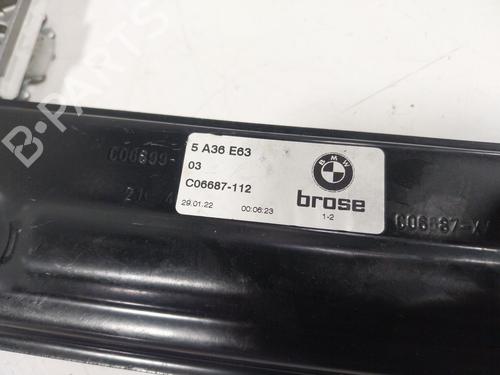 B-PARTS
5 A36 E63
03
C06687-112
29.01.22 00:06:23
BMW
brose
1-2